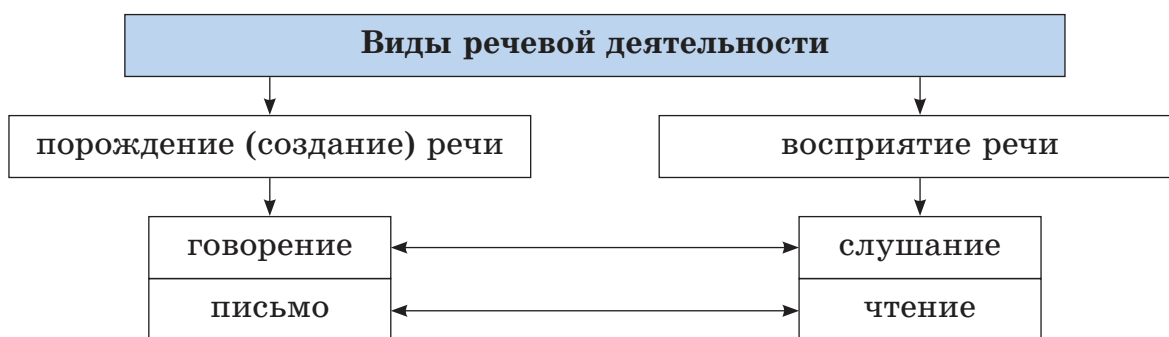 Виды речевой деятельности
порождение (создание) речи
восприятие речи
говорение
слушание
письмо
чтение